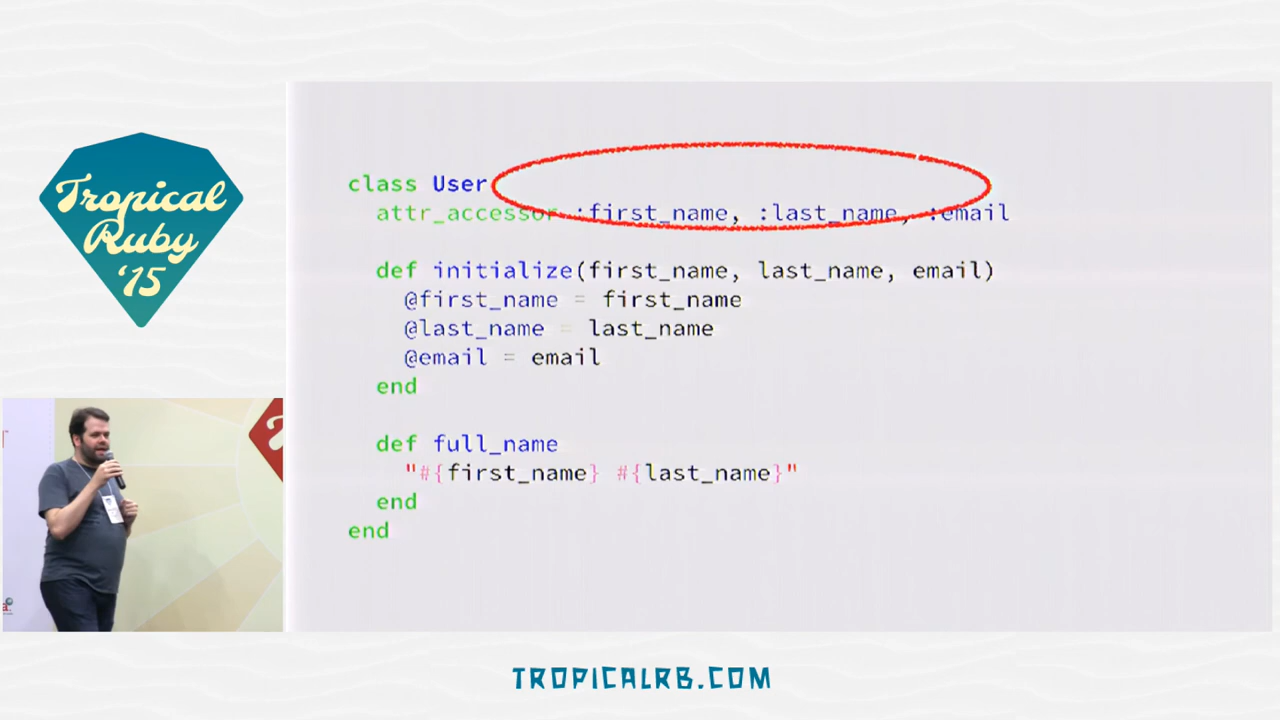 Tropical
Ruby
'15
class User
  attr_accessor :first_name, :last_name, :email
  def initialize(first_name, last_name, email)
    @first_name = first_name
    @last_name = last_name
    @email = email
  end
  def full_name
    "#{first_name} #{last_name}"
  end
end
TROPICALRB.COM